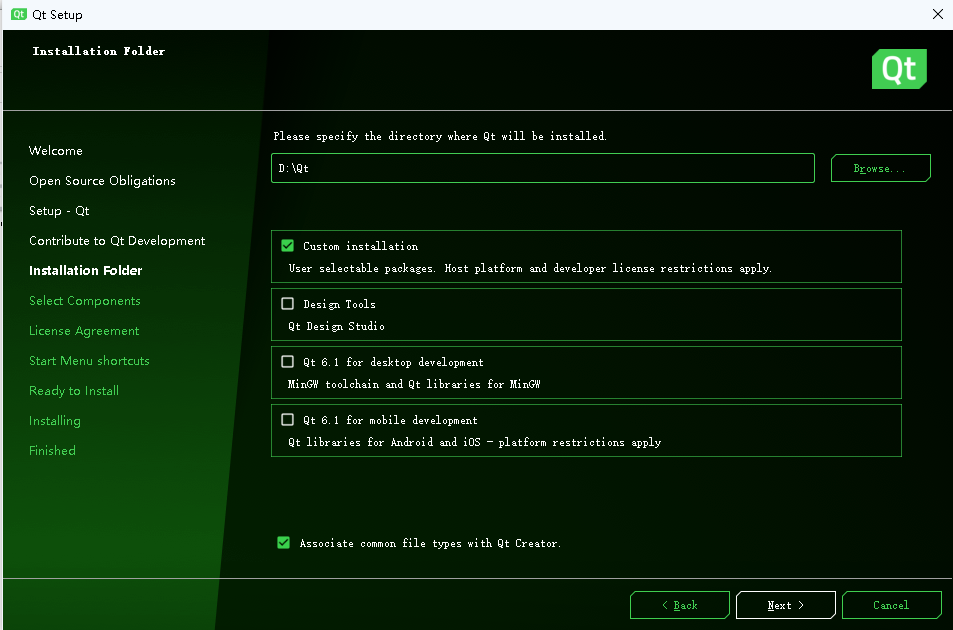 Qt Qt Setup
Installation Folder
Qt
Welcome
Open Source Obligations
Setup - Qt
Contribute to Qt Development
Installation Folder
Select Components
License Agreement
Start Menu shortcuts
Ready to Install
Installing
Finished
Please specify the directory where Qt will be installed.
D:\Qt
Browse...
Custom installation
User selectable packages. Host platform and developer license restrictions apply.
Design Tools
Qt Design Studio
Qt 6.1 for desktop development
MinGW toolchain and Qt libraries for MinGW
Qt 6.1 for mobile development
Qt libraries for Android and iOS - platform restrictions apply
Associate common file types with Qt Creator.
< Back
Next >
Cancel